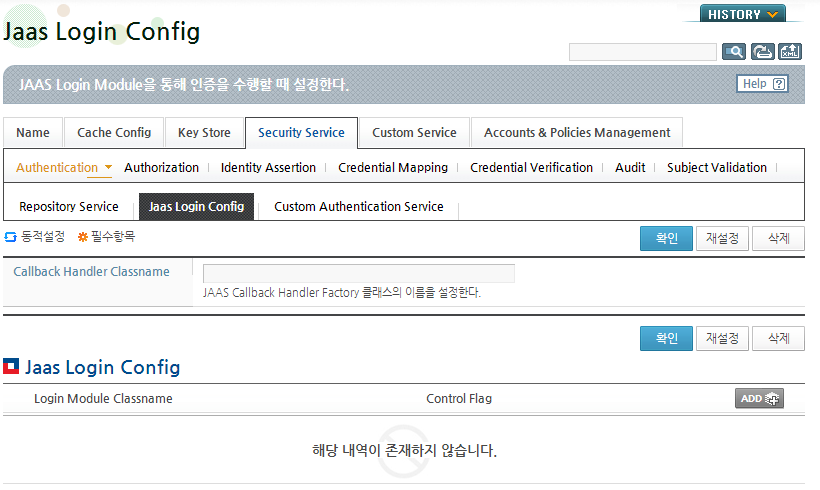 HISTORY
Jaas Login Config
XML
JAAS Login Module을 통해 인증을 수행할 때 설정한다.
Help ?
Name Cache Config Key Store Security Service Custom Service Accounts & Policies Management
Authentication Authorization Identity Assertion Credential Mapping Credential Verification Audit Subject Validation
Repository Service Jaas Login Config Custom Authentication Service
동적설정 필수항목 확인 재설정 삭제
Callback Handler Classname
JAAS Callback Handler Factory 클래스의 이름을 설정한다.
확인 재설정 삭제
Jaas Login Config
Login Module Classname Control Flag ADD
해당 내역이 존재하지 않습니다.